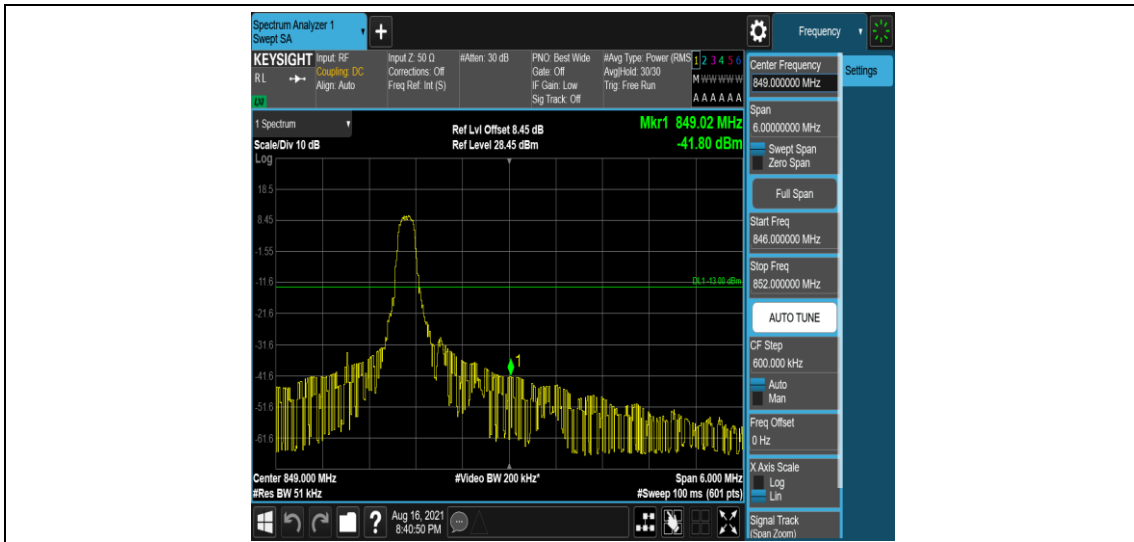 Spectrum Analyzer 1
Swept SA
Frequency
KEYSIGHT
RL
LNI
Input: RF
Coupling: DC
Align: Auto
Input Z: 50 Ω
Corrections: Off
Freq Ref: Int (S)
#Atten: 30 dB
PNO: Best Wide
Gate: Off
IF Gain: Low
Sig Track: Off
#Avg Type: Power (RMS
Avg|Hold: 30/30
Trig: Free Run
1 2 3 4 5 6
M W W W W W
A A A A A A
1 Spectrum
Scale/Div 10 dB
Log
Ref Lvl Offset 8.45 dB
Ref Level 28.45 dBm
Mkr1 849.02 MHz
-41.80 dBm
18.5
8.45
-1.55
-11.6
-21.6
-31.6
-41.6
-51.6
-61.6
DL1 -13.00 dBm
1
Center 849.000 MHz
#Res BW 51 kHz
#Video BW 200 kHz*
Span 6.000 MHz
#Sweep 100 ms (601 pts)
Center Frequency
849.000000 MHz
Settings
Span
6.00000000 MHz
Swept Span
Zero Span
Full Span
Start Freq
846.000000 MHz
Stop Freq
852.000000 MHz
AUTO TUNE
CF Step
600.000 kHz
Auto
Man
Freq Offset
0 Hz
X Axis Scale
Log
Lin
Signal Track
(Span Zoom)
?
Aug 16, 2021
8:40:50 PM